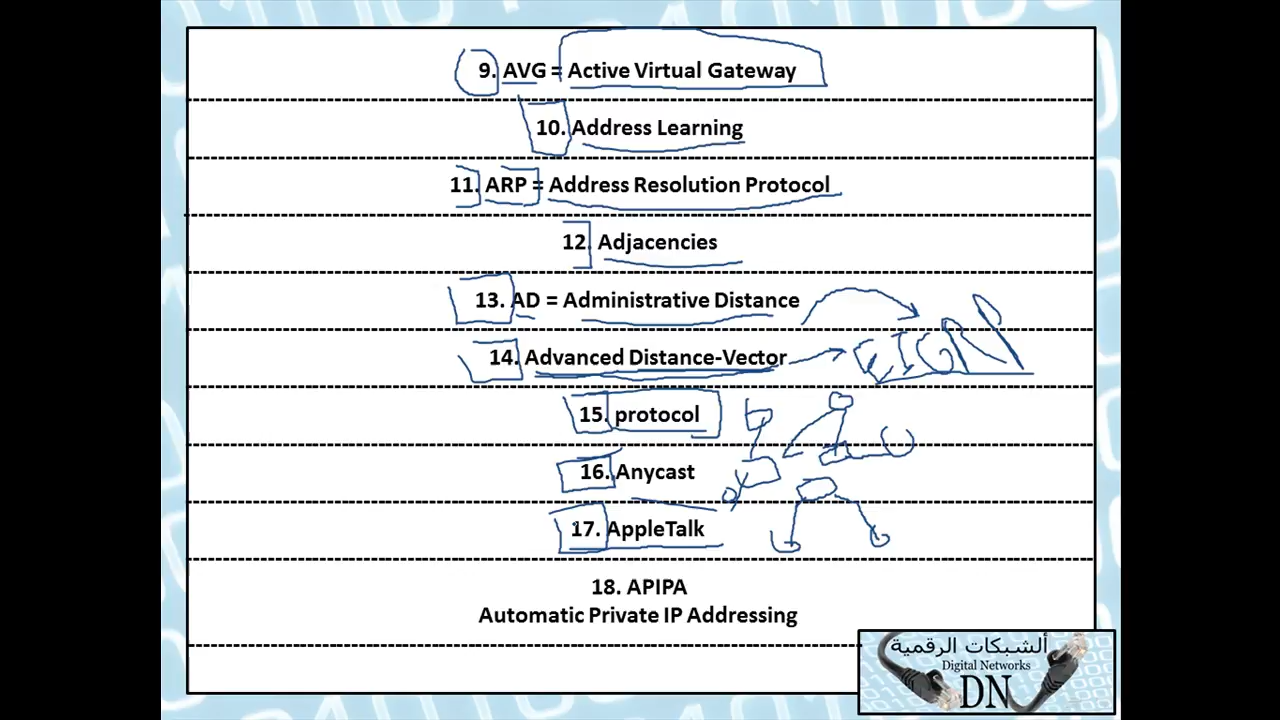 9. AVG = Active Virtual Gateway
10. Address Learning
11. ARP = Address Resolution Protocol
12. Adjacencies
13. AD = Administrative Distance
14. Advanced Distance-Vector
EIGR
15. protocol
16. Anycast
17. AppleTalk
18. APIPA
Automatic Private IP Addressing
ألشبكات الرقمية
Digital Networks
DN